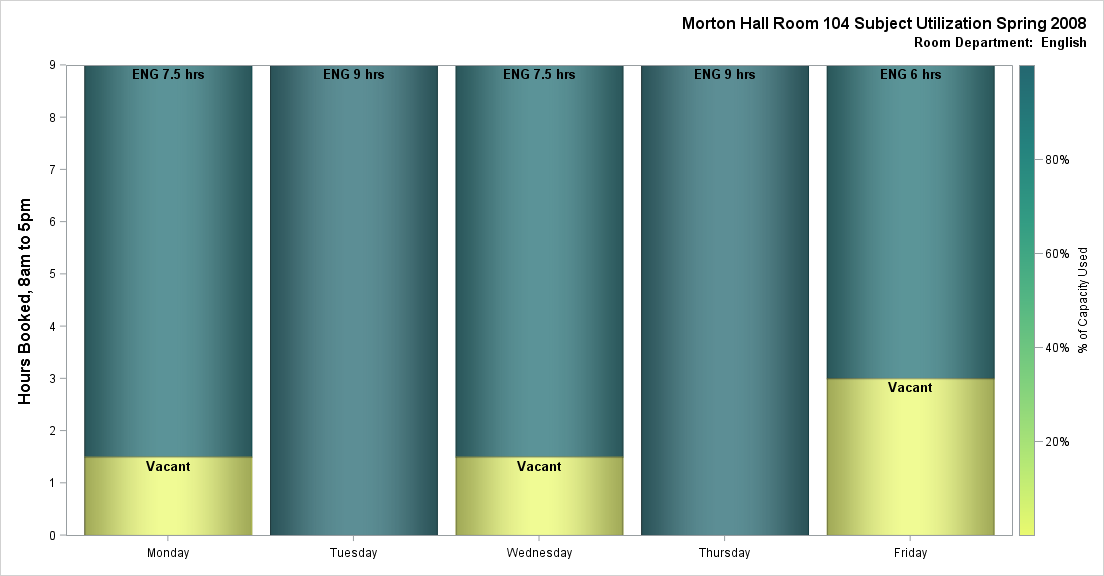 Morton Hall Room 104 Subject Utilization Spring 2008
Room Department: English
Hours Booked, 8am to 5pm
9
8
7
6
5
4
3
2
1
0
ENG 7.5 hrs
ENG 9 hrs
ENG 7.5 hrs
ENG 9 hrs
ENG 6 hrs
Vacant
Vacant
Vacant
Monday
Tuesday
Wednesday
Thursday
Friday
80%
60%
40%
20%
% of Capacity Used